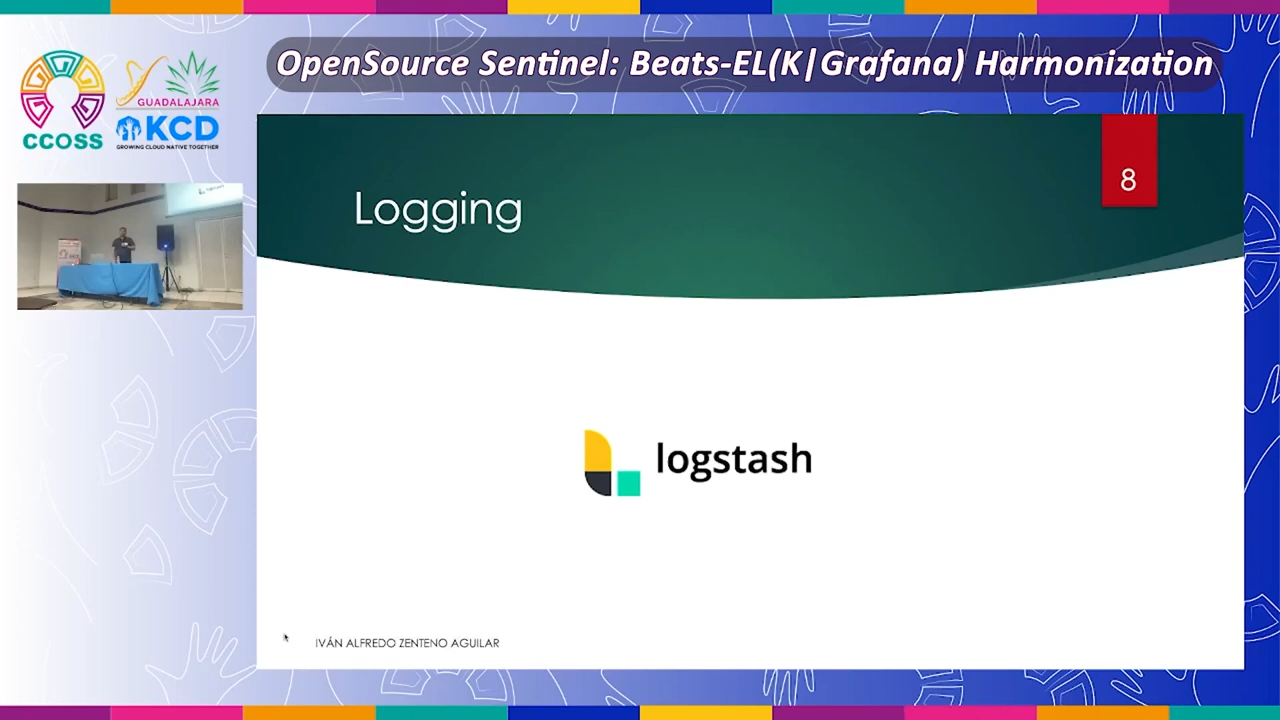 OpenSource Sentinel: Beats-EL(K|Grafana) Harmonization
CCOSS
GUADALAJARA
KCD
GROWING CLOUD NATIVE TOGETHER
8
Logging
logstash
IVÁN ALFREDO ZENTENO AGUILAR